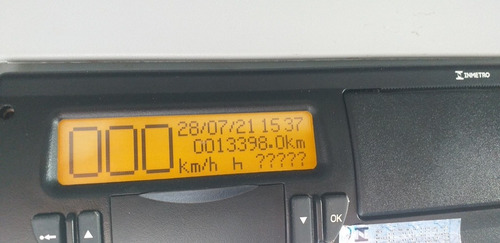 INMETRO
000
28/07/21 15 37
0013398.0km
km/h h ?????
OK